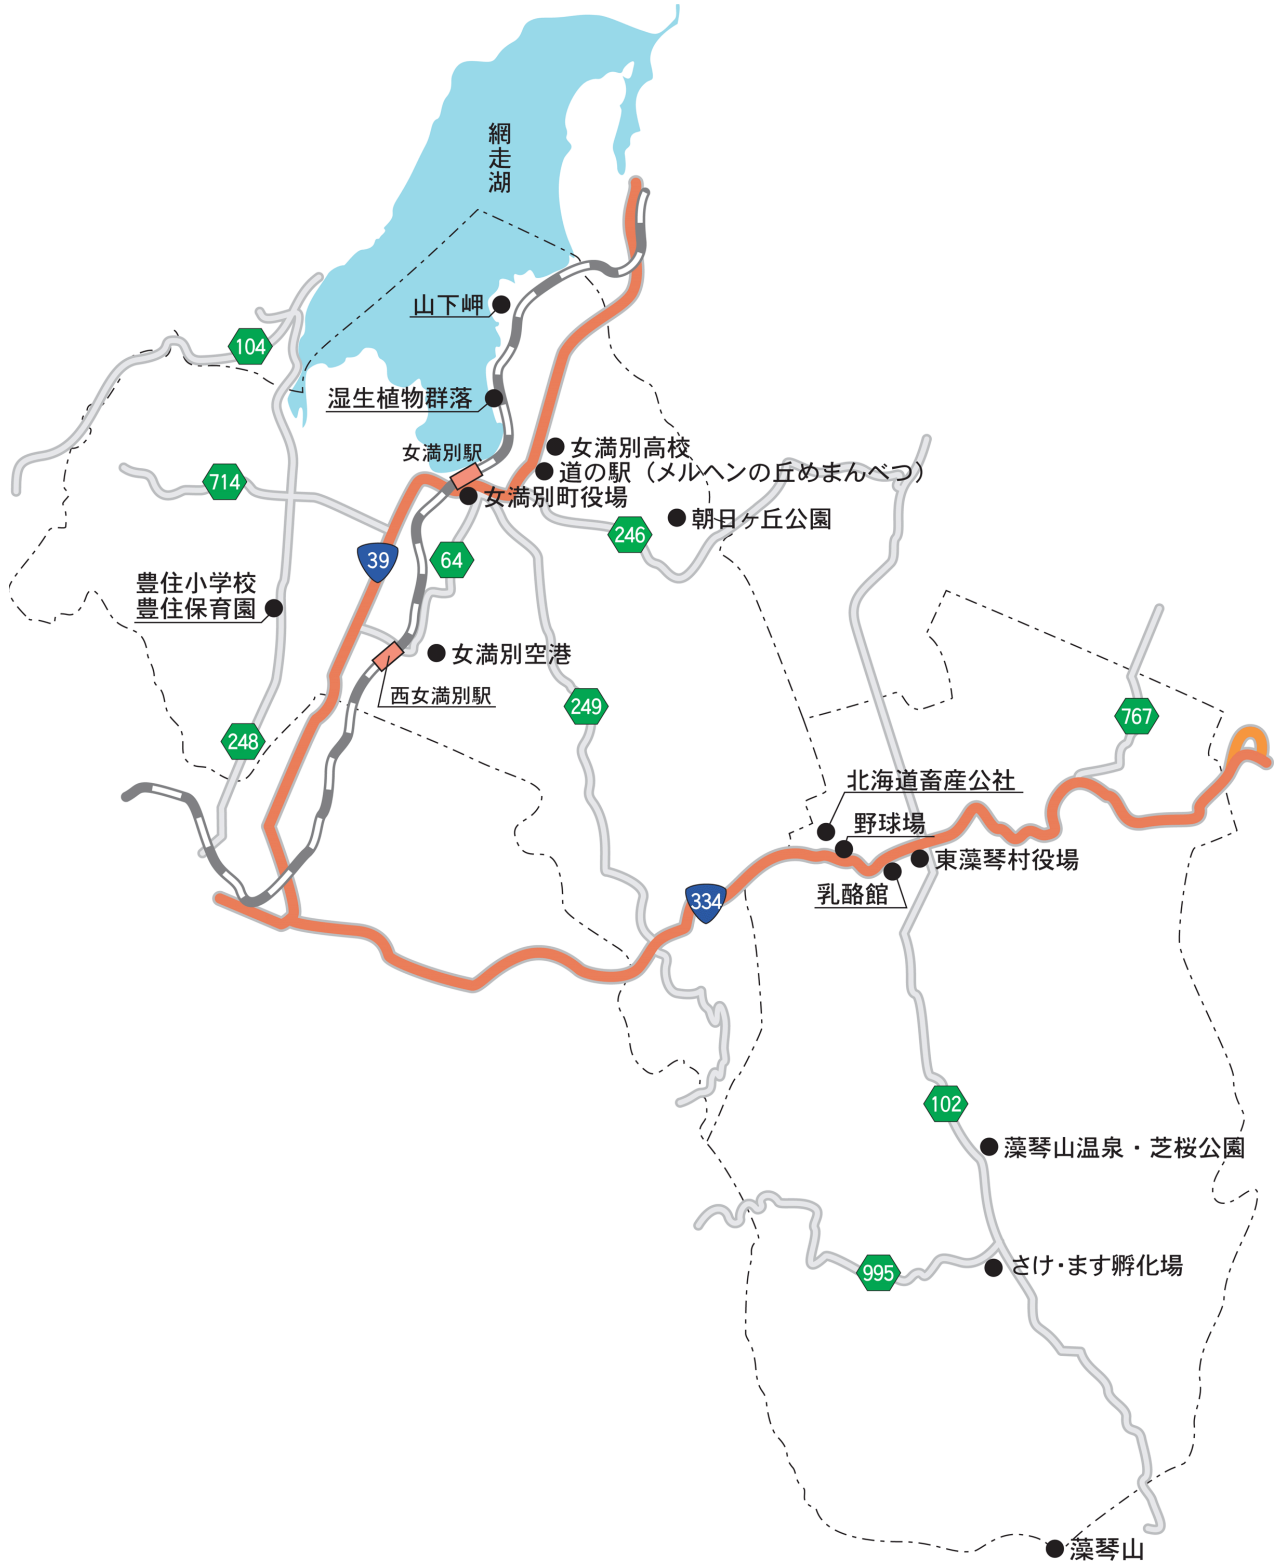 網走湖
山下岬
104
湿生植物群落
女満別駅
女満別高校
道の駅（メルヘンの丘めまんべつ）
714
女満別町役場
朝日ヶ丘公園
246
39
64
豊住小学校
豊住保育園
女満別空港
西女満別駅
249
767
248
北海道畜産公社
野球場
東藻琴村役場
乳酪館
334
102
藻琴山温泉・芝桜公園
さけ・ます孵化場
995
藻琴山